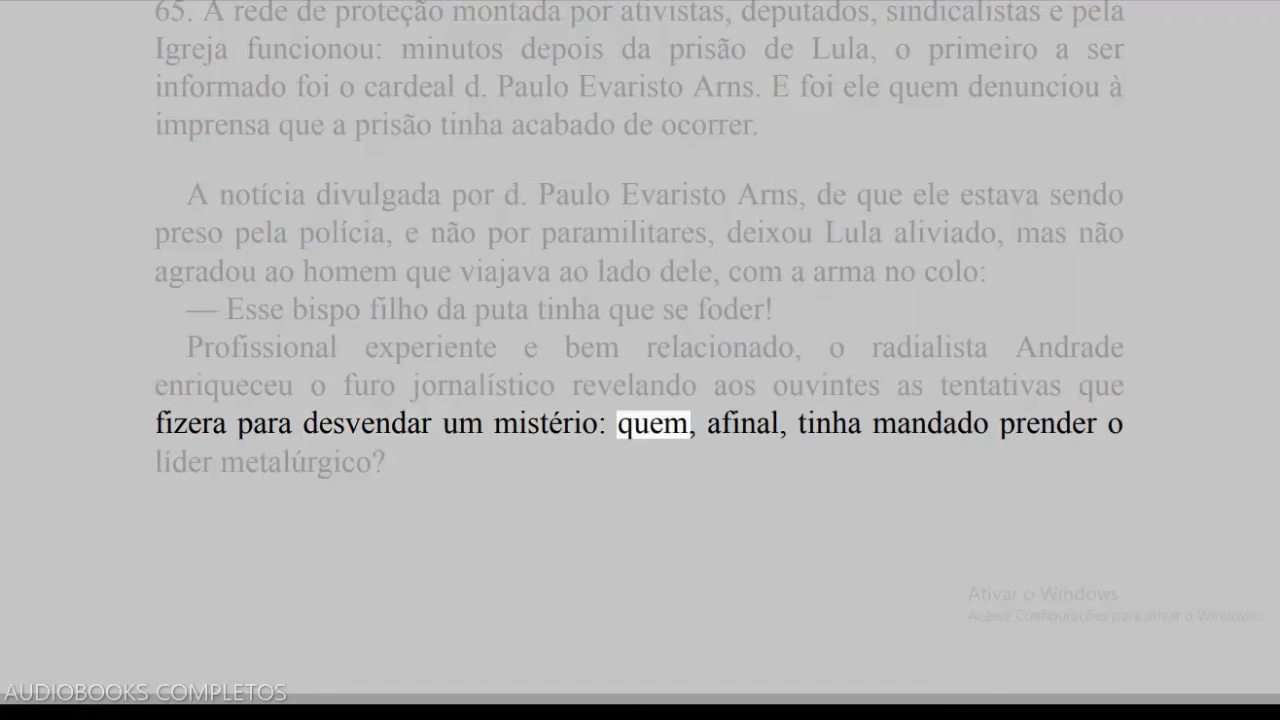 65. A rede de proteção montada por ativistas, deputados, sindicalistas e pela
Igreja funcionou: minutos depois da prisão de Lula, o primeiro a ser
informado foi o cardeal d. Paulo Evaristo Arns. E foi ele quem denunciou à
imprensa que a prisão tinha acabado de ocorrer.
A notícia divulgada por d. Paulo Evaristo Arns, de que ele estava sendo
preso pela polícia, e não por paramilitares, deixou Lula aliviado, mas não
agradou ao homem que viajava ao lado dele, com a arma no colo:
— Esse bispo filho da puta tinha que se foder!
Profissional experiente e bem relacionado, o radialista Andrade
enriqueceu o furo jornalístico revelando aos ouvintes as tentativas que
fizera para desvendar um mistério: quem, afinal, tinha mandado prender o
líder metalúrgico?
Ativar o Windows
Acesse Configurações para ativar o Windows.
AUDIOBOOKS COMPLETOS